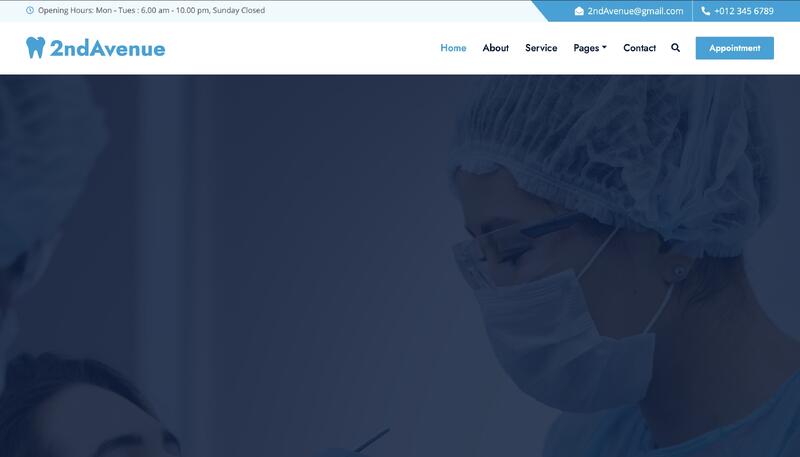 Opening Hours: Mon - Tues : 6.00 am - 10.00 pm, Sunday Closed
2ndAvenue@gmail.com
+012 345 6789
2ndAvenue
Home About Service Pages Contact Appointment